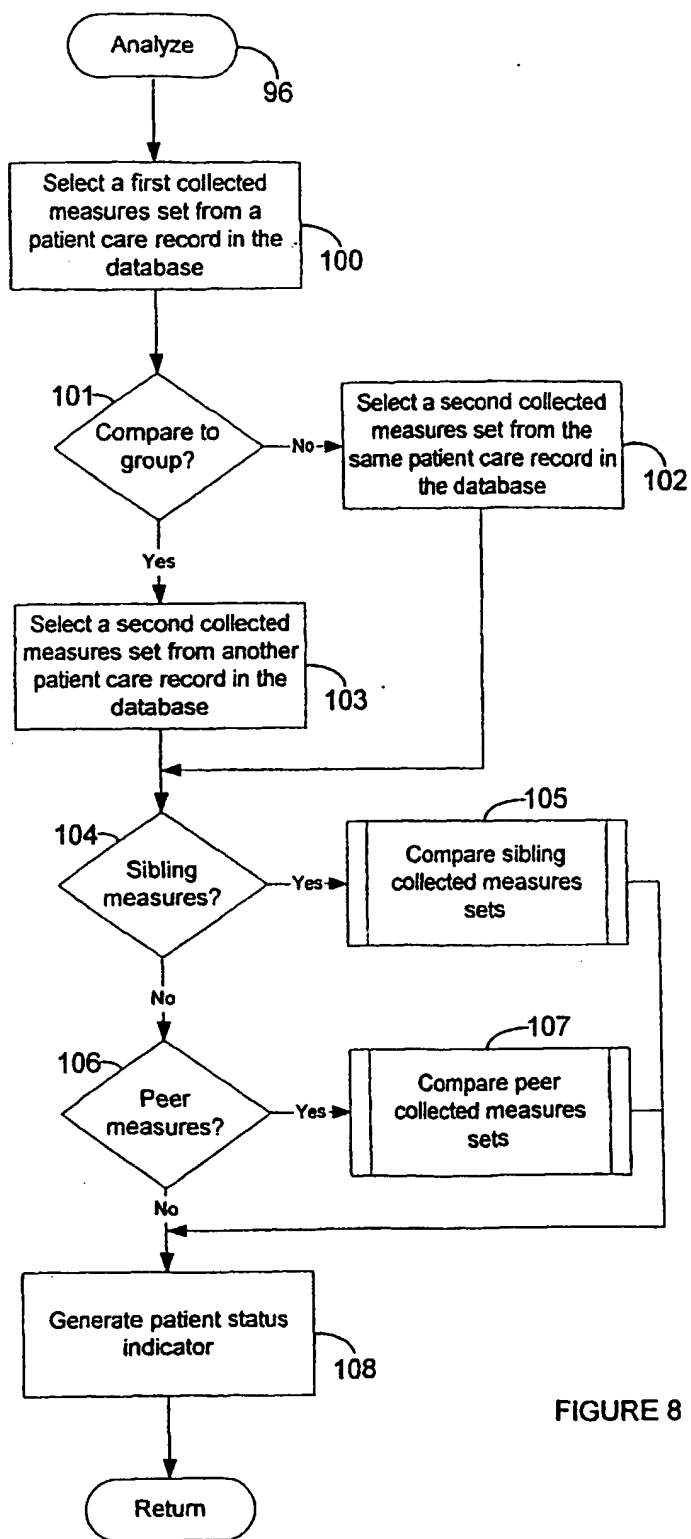 Analyze
96
Select a first collected
measures set from a
patient care record in the
database
100
101
Compare to
group?
No
Select a second collected
measures set from the
same patient care record in
the database
102
Yes
Select a second collected
measures set from another
patient care record in the
database
103
104
Sibling
measures?
Yes
105
Compare sibling
collected measures
sets
No
106
Peer
measures?
Yes
107
Compare peer
collected measures
sets
No
Generate patient status
indicator
108
FIGURE 8
Return